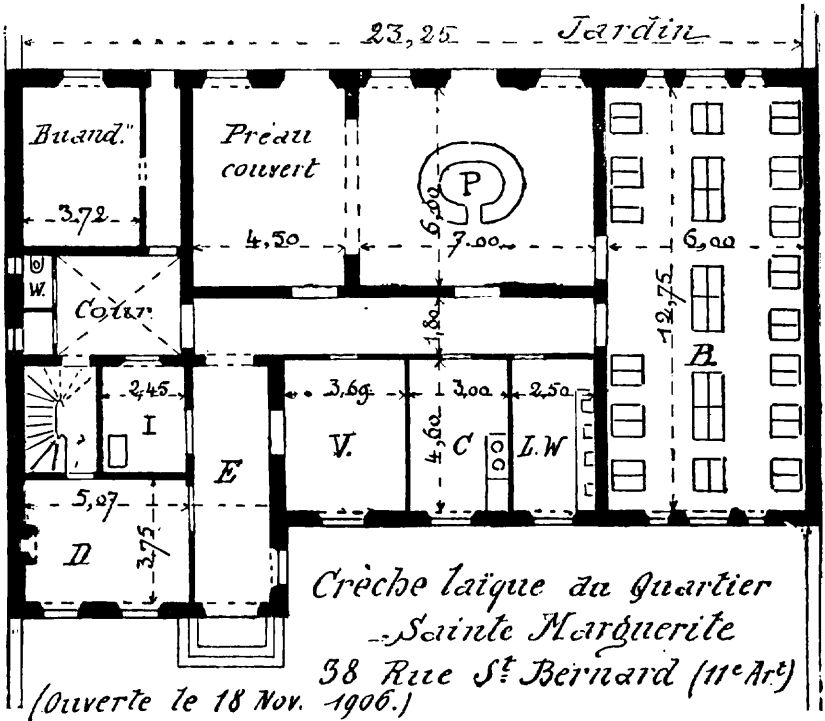 23,25 Jardin
Buand.''
Préau
couvert
P
3,72
4,50
6,00
7.00
6,00
12,75
W.
Cour
1,80
2,45
3,69
3,00
2,50
I
V.
4,60
C
L.W
B.
E
5,07
D
3.75
Crèche laïque du Quartier
Sainte Marguerite
38 Rue St Bernard (11e Art)
(Ouverte le 18 Nov. 1906.)